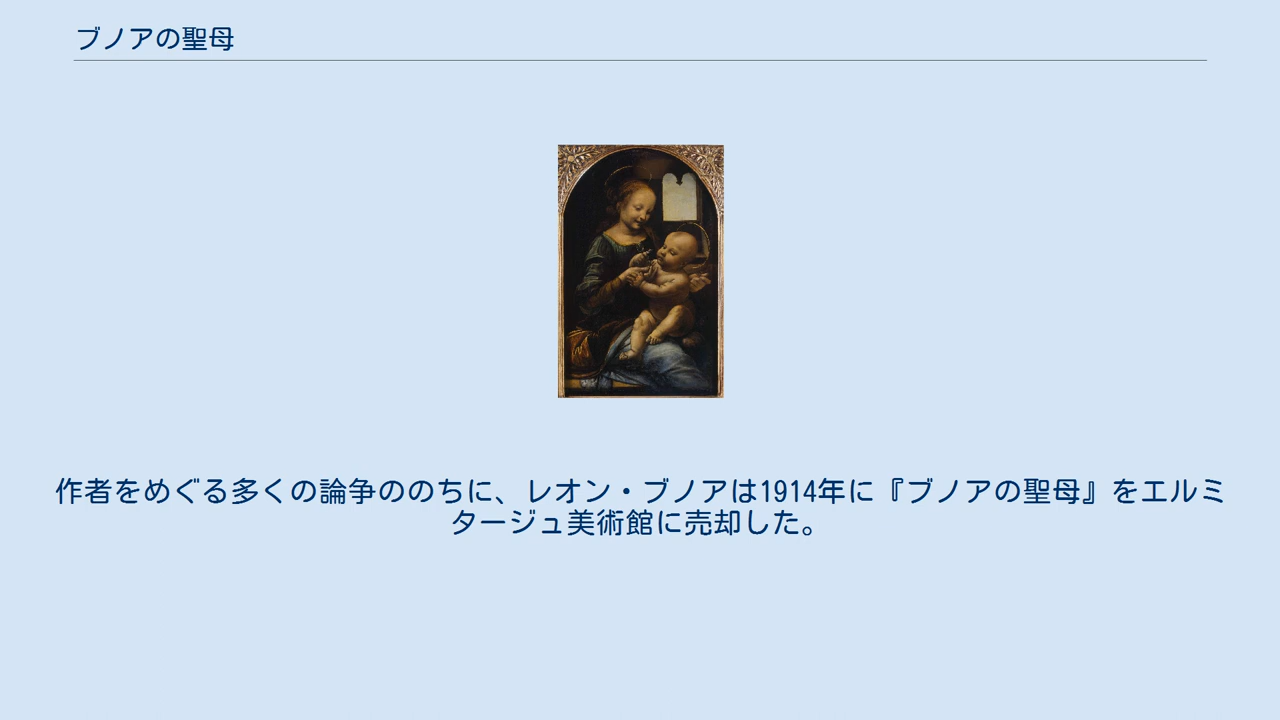 ブノアの聖母
作者をめぐる多くの論争ののちに、レオン・ブノアは1914年に『ブノアの聖母』をエルミ
タージュ美術館に売却した。